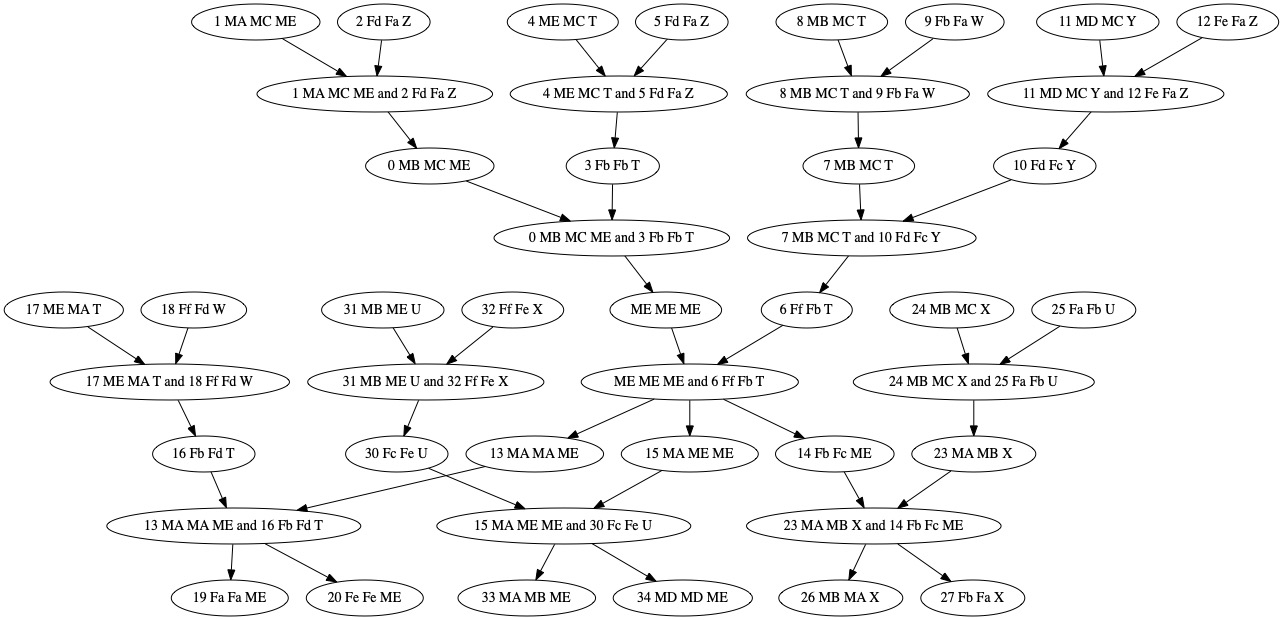 1 MA MC ME
2 Fd Fa Z
4 ME MC T
5 Fd Fa Z
8 MB MC T
9 Fb Fa W
11 MD MC Y
12 Fe Fa Z
1 MA MC ME and 2 Fd Fa Z
4 ME MC T and 5 Fd Fa Z
8 MB MC T and 9 Fb Fa W
11 MD MC Y and 12 Fe Fa Z
0 MB MC ME
3 Fb Fb T
7 MB MC T
10 Fd Fc Y
0 MB MC ME and 3 Fb Fb T
7 MB MC T and 10 Fd Fc Y
17 ME MA T
18 Ff Fd W
31 MB ME U
32 Ff Fe X
ME ME ME
6 Ff Fb T
24 MB MC X
25 Fa Fb U
17 ME MA T and 18 Ff Fd W
31 MB ME U and 32 Ff Fe X
ME ME ME and 6 Ff Fb T
24 MB MC X and 25 Fa Fb U
16 Fb Fd T
30 Fc Fe U
13 MA MA ME
15 MA ME ME
14 Fb Fc ME
23 MA MB X
13 MA MA ME and 16 Fb Fd T
15 MA ME ME and 30 Fc Fe U
23 MA MB X and 14 Fb Fc ME
19 Fa Fa ME
20 Fe Fe ME
33 MA MB ME
34 MD MD ME
26 MB MA X
27 Fb Fa X